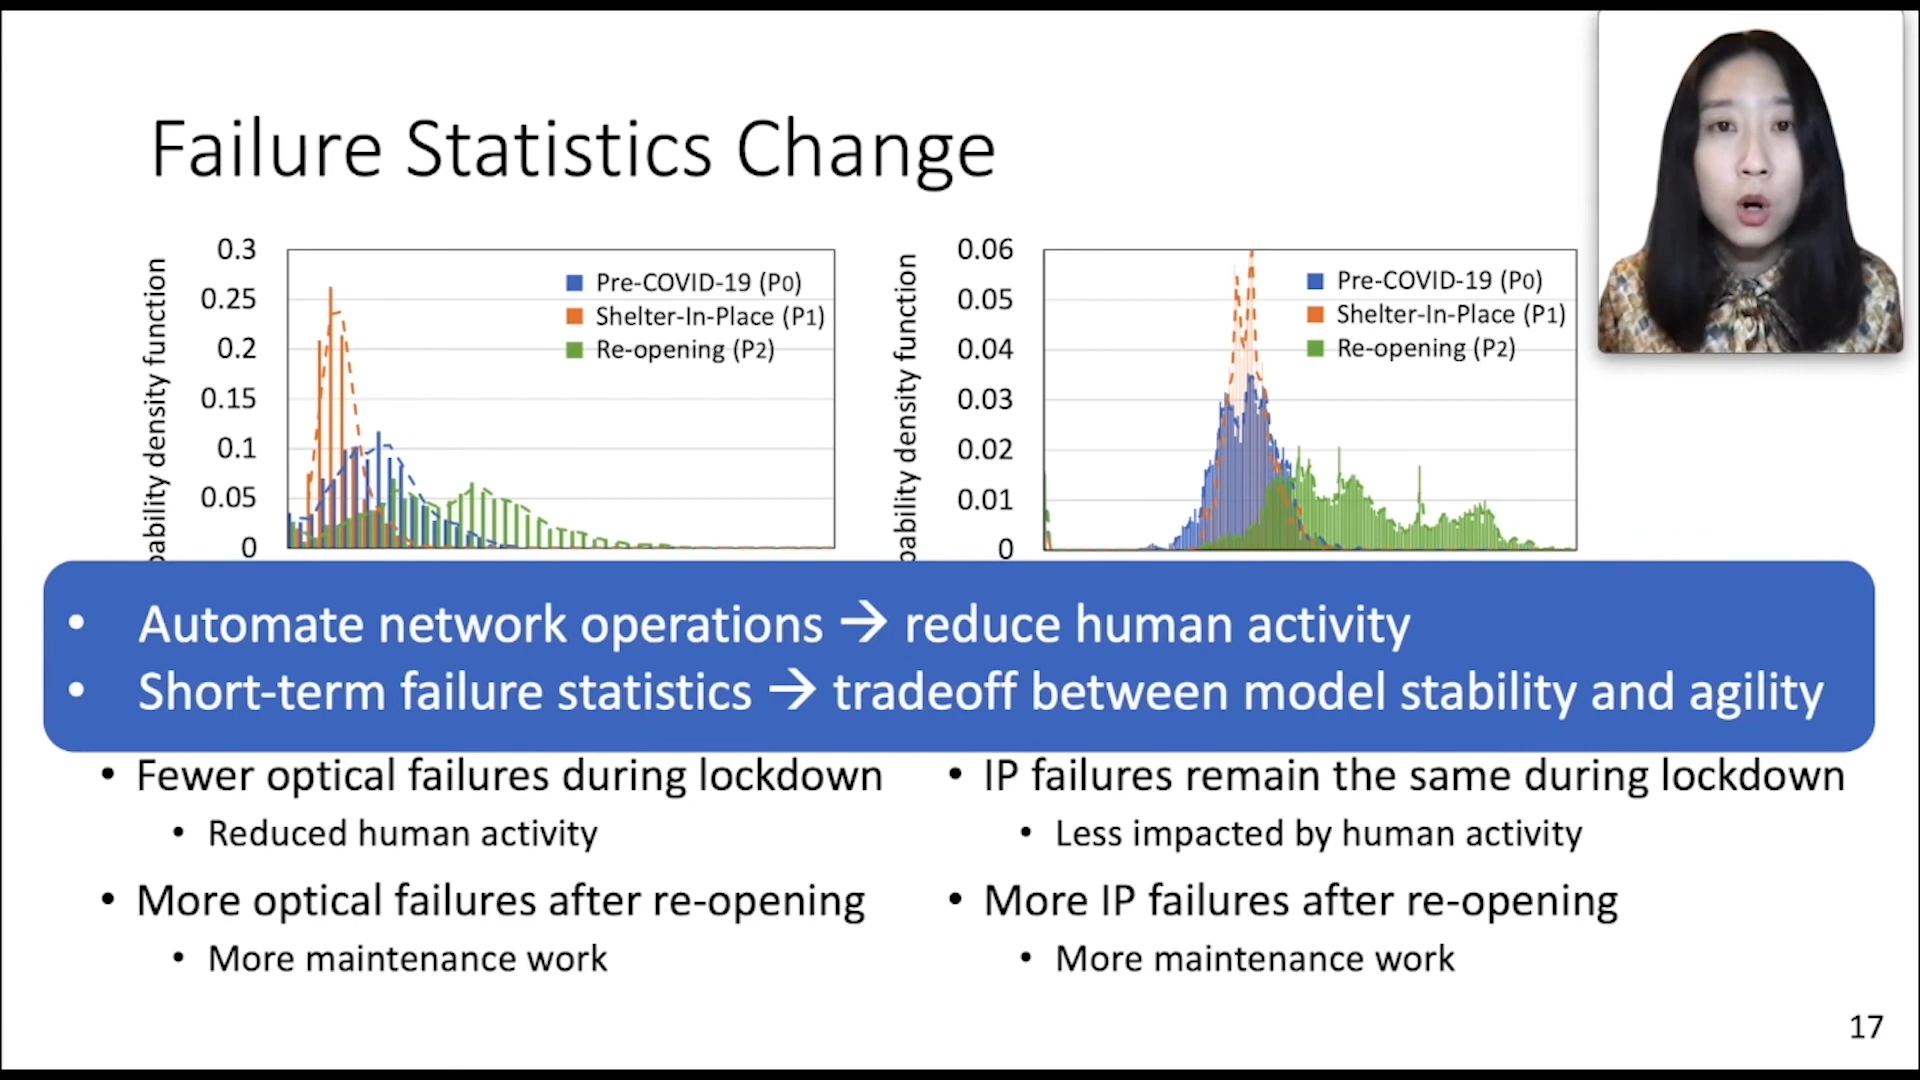 Failure Statistics Change
0.3
0.25
0.2
0.15
0.1
0.05
0
Pre-COVID-19 (P0)
Shelter-In-Place (P1)
Re-opening (P2)
density function
0.06
0.05
0.04
0.03
0.02
0.01
0
Pre-COVID-19 (P0)
Shelter-In-Place (P1)
Re-opening (P2)
density function
• Automate network operations → reduce human activity
• Short-term failure statistics → tradeoff between model stability and agility
• Fewer optical failures during lockdown
• Reduced human activity
• More optical failures after re-opening
• More maintenance work
• IP failures remain the same during lockdown
• Less impacted by human activity
• More IP failures after re-opening
• More maintenance work
17